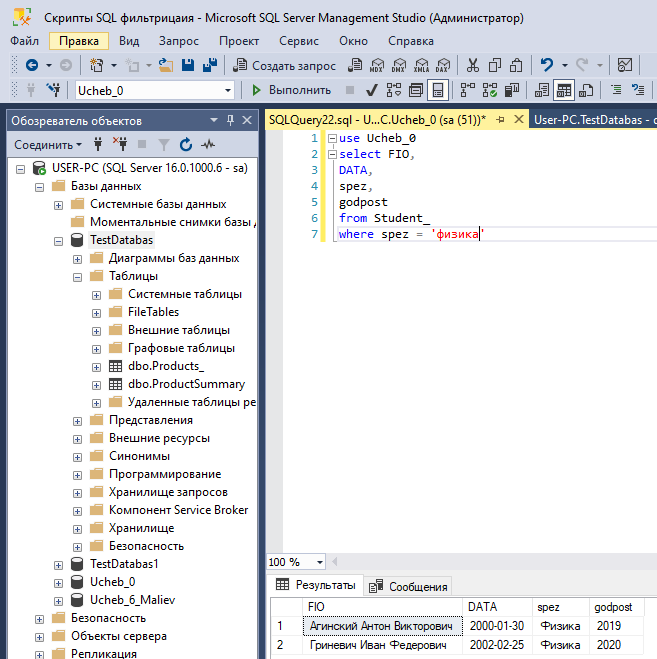 Скрипты SQL фильтрицаия - Microsoft SQL Server Management Studio (Администратор)
Файл Правка Вид Запрос Проект Сервис Окно Справка
Создать запрос MDX DMX XMLA DAX
Ucheb_0 Выполнить
Обозреватель объектов
Соединить
USER-PC (SQL Server 16.0.1000.6 - sa)
Базы данных
Системные базы данных
Моментальные снимки базы
TestDatabas
Диаграммы баз данных
Таблицы
Системные таблицы
FileTables
Внешние таблицы
Графовые таблицы
dbo.Products_
dbo.ProductSummary
Удаленные таблицы ре
Представления
Внешние ресурсы
Синонимы
Программирование
Хранилище запросов
Компонент Service Broker
Хранилище
Безопасность
TestDatabas1
Ucheb_0
Ucheb_6_Maliev
Безопасность
Объекты сервера
Репликация
SQLQuery22.sql - U...C.Ucheb_0 (sa (51))* User-PC.TestDatabas - d
1 use Ucheb_0
2 select FIO,
3 DATA,
4 spez,
5 godpost
6 from Student_
7 where spez = 'физика'
100 %
Результаты Сообщения
FIO DATA spez godpost
1 Агинский Антон Викторович 2000-01-30 Физика 2019
2 Гриневич Иван Федерович 2002-02-25 Физика 2020